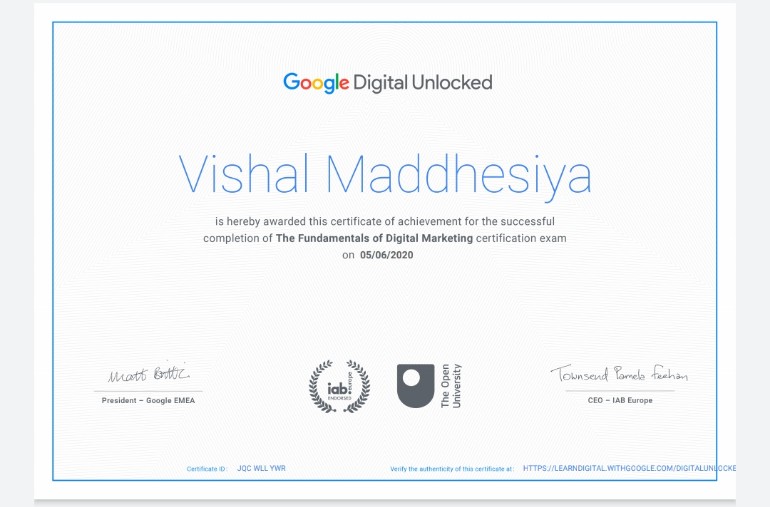 Google Digital Unlocked
Vishal Maddhesiya
is hereby awarded this certificate of achievement for the successful
completion of The Fundamentals of Digital Marketing certification exam
on 05/06/2020
Matt Brittin
President – Google EMEA
iab europe
ENDORSED
The Open
University
Townsend Pamela Feehan
CEO – IAB Europe
Certificate ID : JQC WLL YWR
Verify the authenticity of this certificate at : HTTPS://LEARNDIGITAL.WITHGOOGLE.COM/DIGITALUNLOCKE